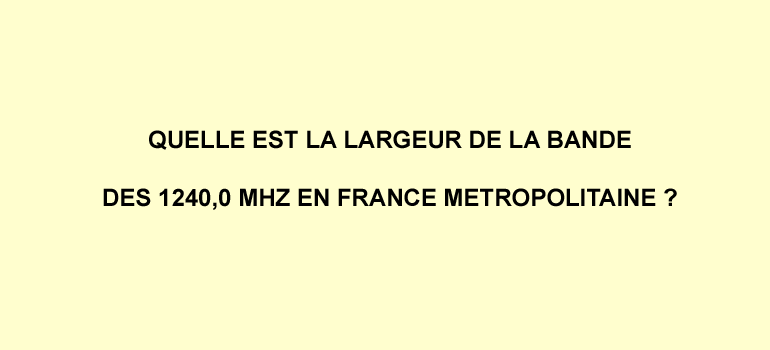 QUELLE EST LA LARGEUR DE LA BANDE
DES 1240,0 MHZ EN FRANCE METROPOLITAINE ?